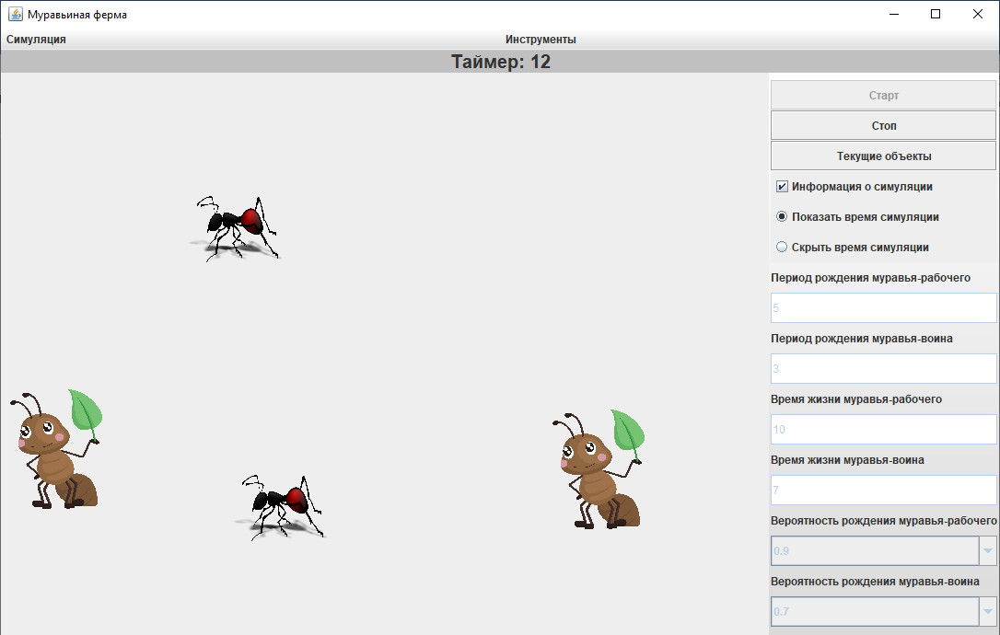 Муравьиная ферма
Симуляция Инструменты
Таймер: 12
Старт
Стоп
Текущие объекты
Информация о симуляции
Показать время симуляции
Скрыть время симуляции
Период рождения муравья-рабочего
5
Период рождения муравья-воина
3
Время жизни муравья-рабочего
10
Время жизни муравья-воина
7
Вероятность рождения муравья-рабочего
0.9
Вероятность рождения муравья-воина
0.7